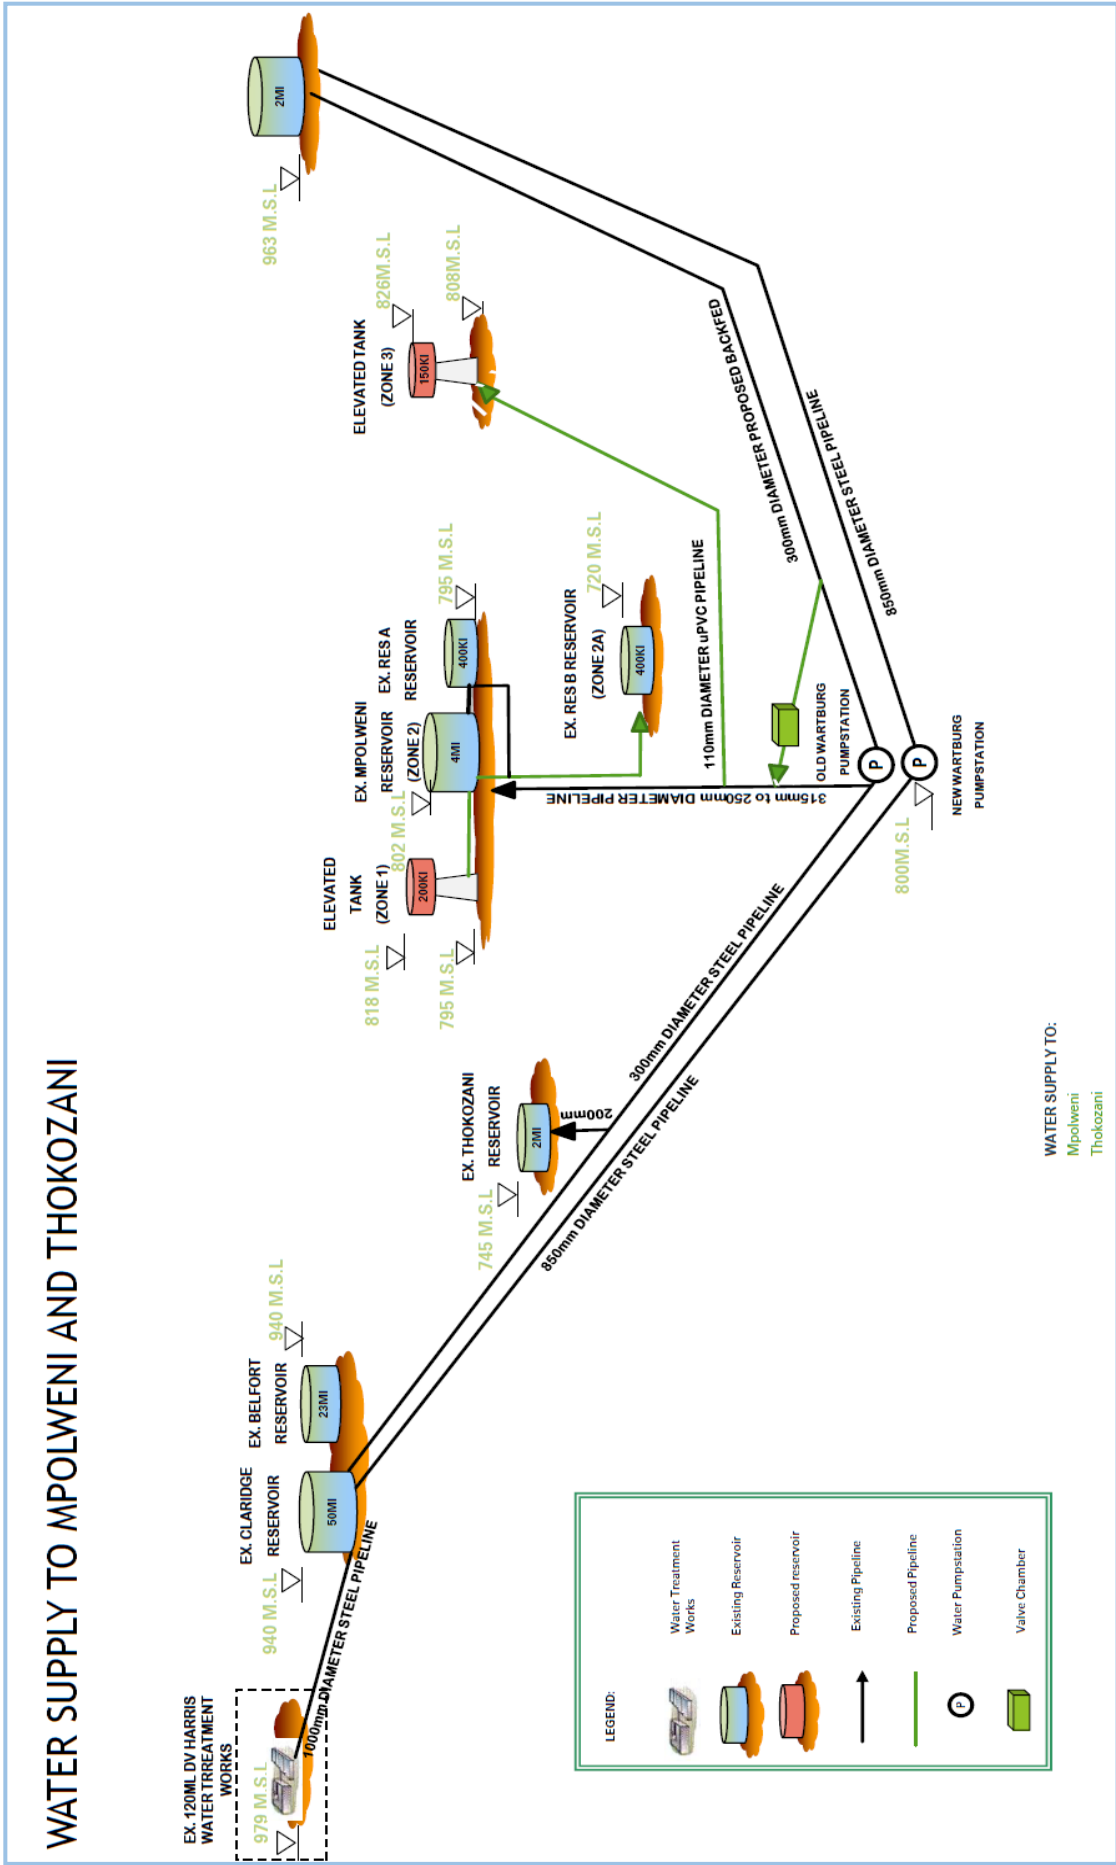 WATER SUPPLY TO MPOLWENI AND THOKOZANI
EX. 120ML DV HARRIS
WATER TRREATMENT
WORKS
979 M.S.L
1000mm DIAMETER STEEL PIPELINE
EX. CLARIDGE
RESERVOIR
940 M.S.L
50Ml
EX. BELFORT
RESERVOIR
940 M.S.L
23Ml
EX. THOKOZANI
RESERVOIR
745 M.S.L
2Ml
200mm
300mm DIAMETER STEEL PIPELINE
850mm DIAMETER STEEL PIPELINE
ELEVATED
TANK
(ZONE 1)
818 M.S.L
795 M.S.L
200Kl
EX. MPOLWENI
RESERVOIR
(ZONE 2)
802 M.S.L
4Ml
EX. RES A
RESERVOIR
795 M.S.L
400Kl
EX. RES B RESERVOIR
(ZONE 2A)
720 M.S.L
400Kl
ELEVATED TANK
(ZONE 3)
826M.S.L
808M.S.L
150Kl
963 M.S.L
2Ml
315mm to 250mm DIAMETER PIPELINE
110mm DIAMETER uPVC PIPELINE
300mm DIAMETER PROPOSED BACKFED
850mm DIAMETER STEEL PIPELINE
OLD WARTBURG
PUMPSTATION
P
P
800M.S.L
NEW WARTBURG
PUMPSTATION
LEGEND:
Water Treatment
Works
Existing Reservoir
Proposed reservoir
Existing Pipeline
Proposed Pipeline
P
Water Pumpstation
Valve Chamber
WATER SUPPLY TO:
Mpolweni
Thokozani